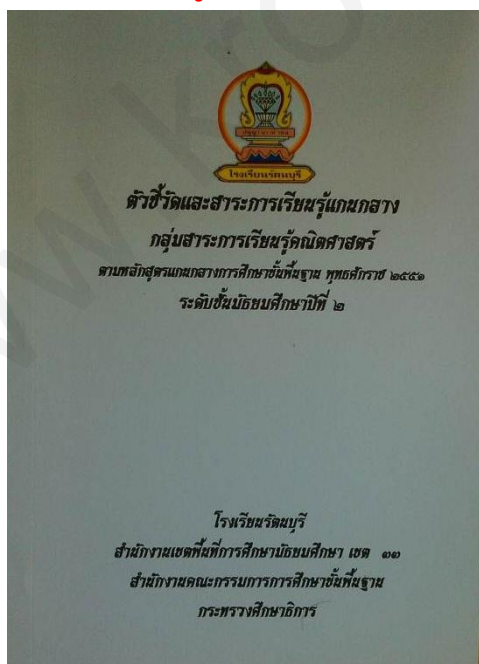 โรงเรียนรัตนบุรี
ตัวชี้วัดและสาระการเรียนรู้แกนกลาง
กลุ่มสาระการเรียนรู้คณิตศาสตร์
ตามหลักสูตรแกนกลางการศึกษาขั้นพื้นฐาน พุทธศักราช ๒๕๕๑
ระดับชั้นมัธยมศึกษาปีที่ ๒
โรงเรียนรัตนบุรี
สำนักงานเขตพื้นที่การศึกษามัธยมศึกษา เขต ๓๓
สำนักงานคณะกรรมการการศึกษาขั้นพื้นฐาน
กระทรวงศึกษาธิการ